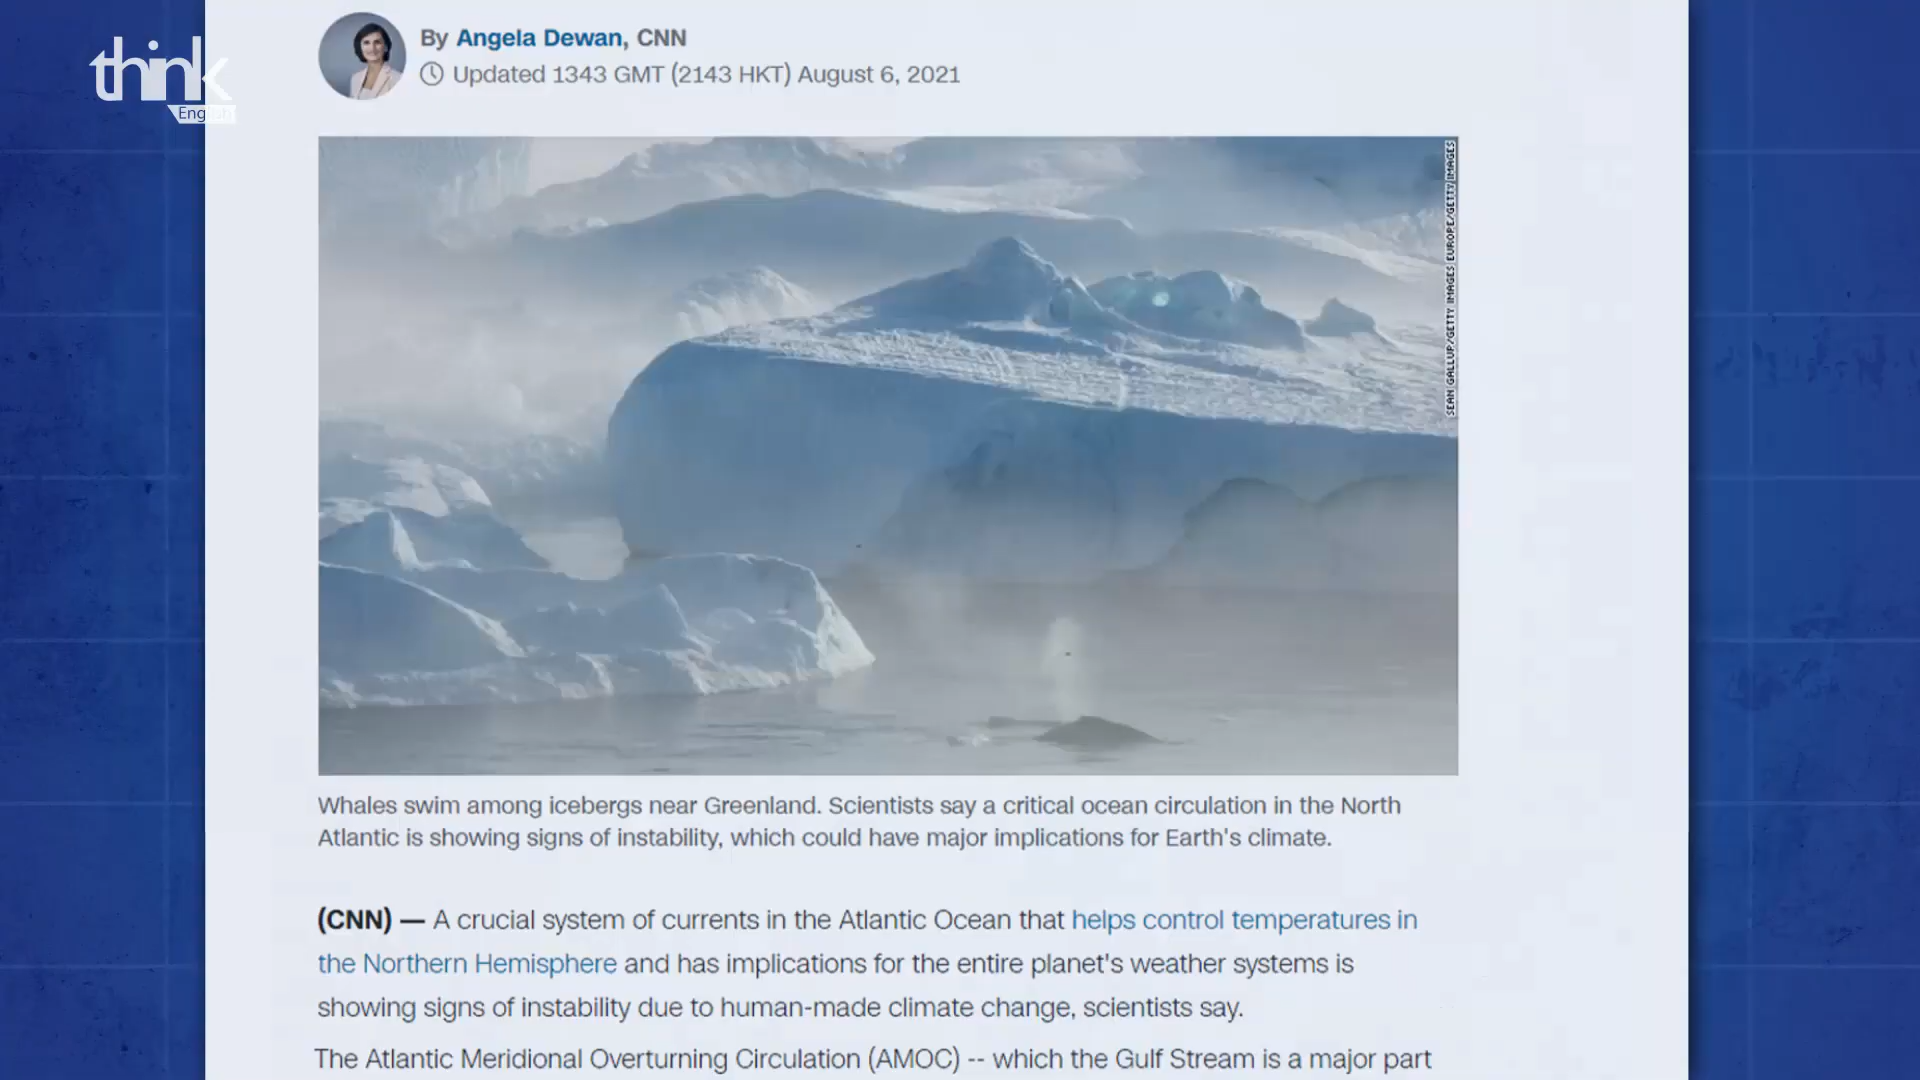 think
English
By Angela Dewan, CNN
Updated 1343 GMT (2143 HKT) August 6, 2021
SEAN GALLUP/GETTY IMAGES EUROPE/GETTY IMAGES
Whales swim among icebergs near Greenland. Scientists say a critical ocean circulation in the North
Atlantic is showing signs of instability, which could have major implications for Earth's climate.
(CNN) — A crucial system of currents in the Atlantic Ocean that helps control temperatures in
the Northern Hemisphere and has implications for the entire planet's weather systems is
showing signs of instability due to human-made climate change, scientists say.
The Atlantic Meridional Overturning Circulation (AMOC) -- which the Gulf Stream is a major part